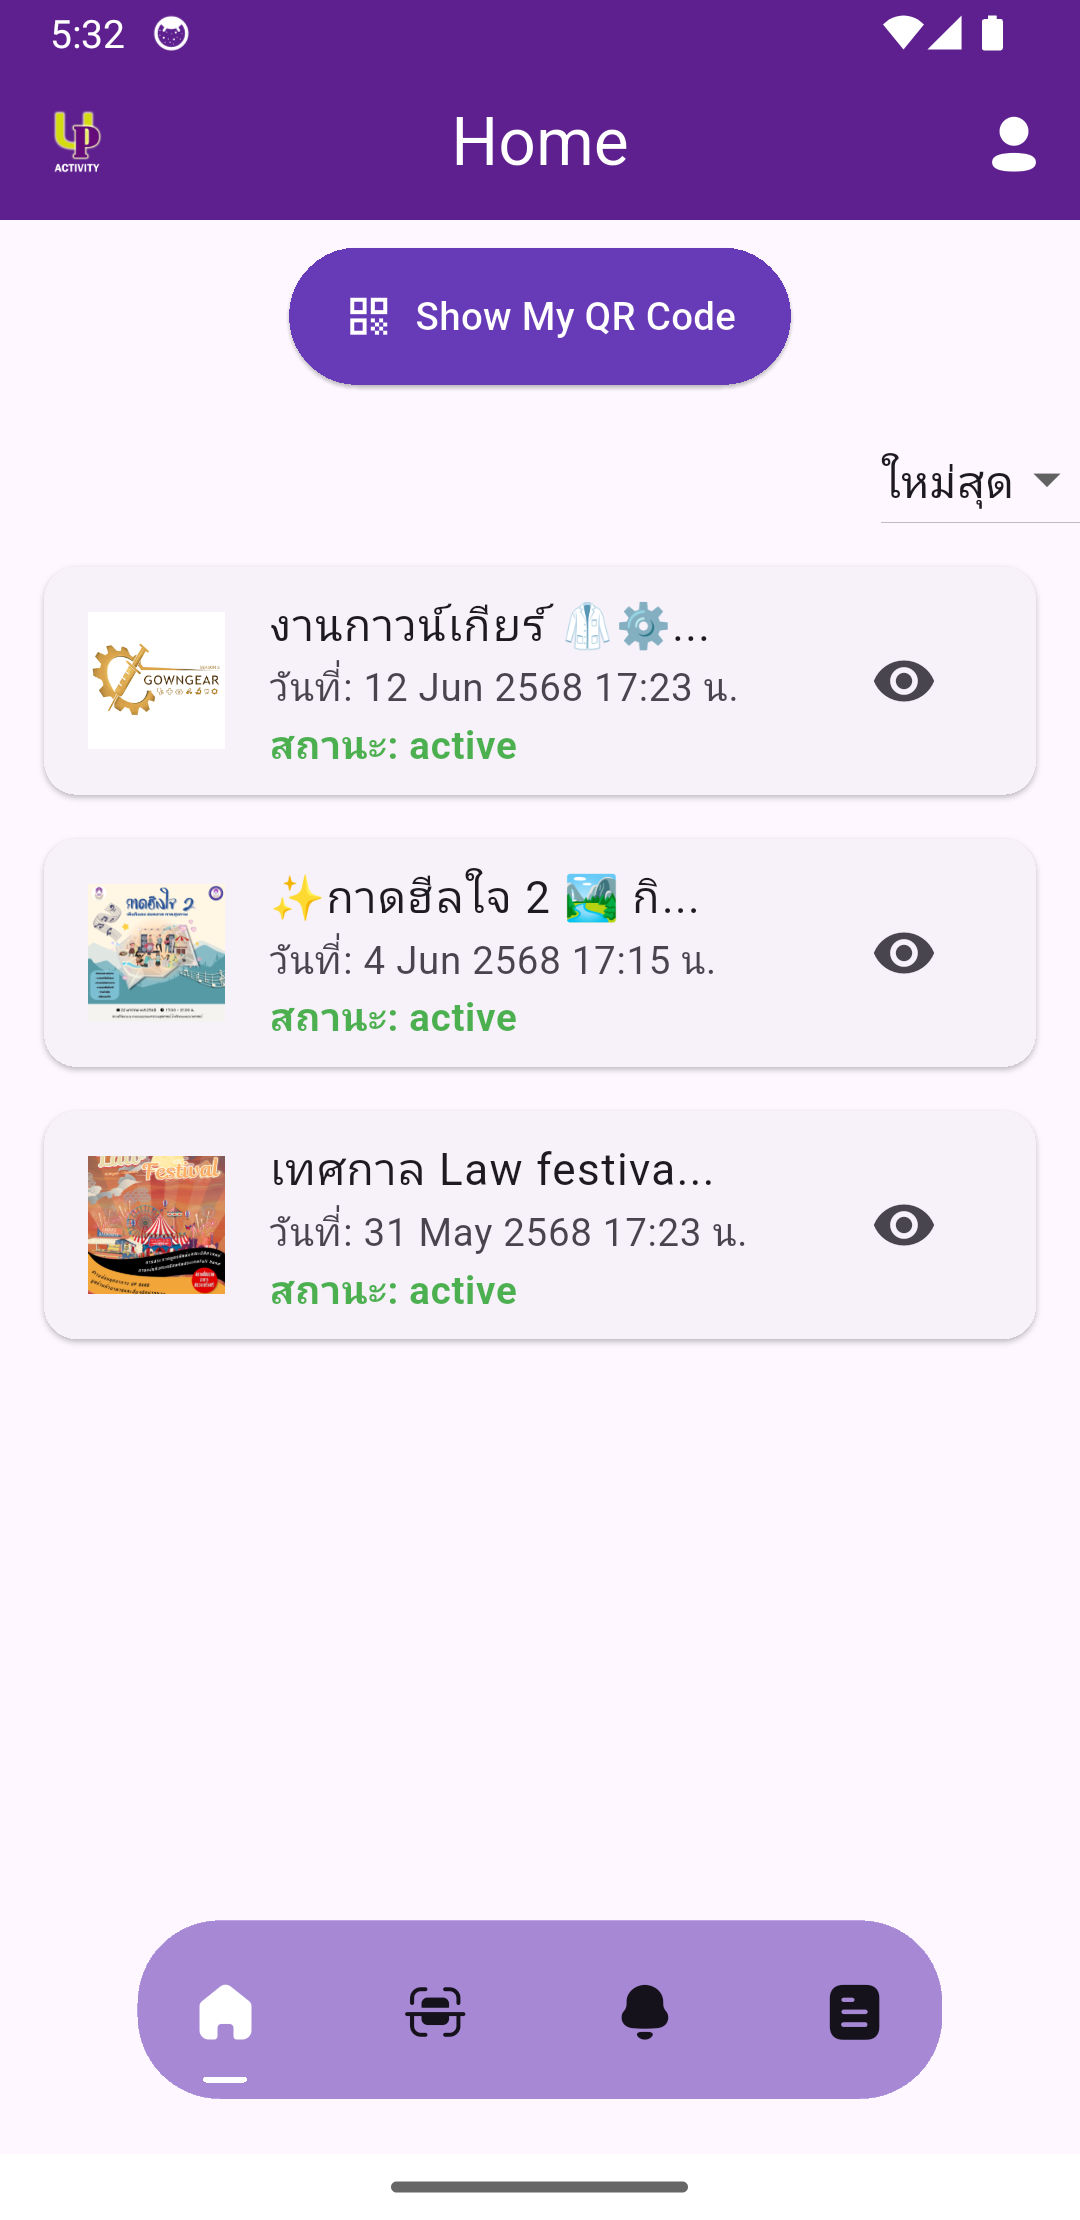 5:32
UP
ACTIVITY
Home
Show My QR Code
ใหม่สุด
งานกาวน์เกียร์ 🥼⚙️...
วันที่: 12 Jun 2568 17:23 น.
สถานะ: active
GOWNGEAR
✨กาดฮีลใจ 2 🏞️ กิ...
วันที่: 4 Jun 2568 17:15 น.
สถานะ: active
กาดฮีลใจ 2
เทศกาล Law festiva...
วันที่: 31 May 2568 17:23 น.
สถานะ: active
Law
Festival